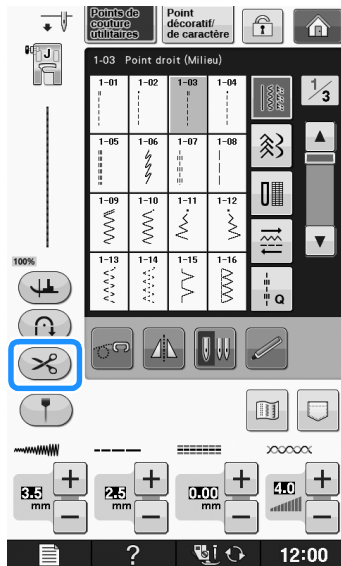 Points de
couture
utilitaires
Point
décoratif/
de caractère
J
1-03 Point droit (Milieu)
1/3
1-01 1-02 1-03 1-04
1-05 1-06 1-07 1-08
1-09 1-10 1-11 1-12
1-13 1-14 1-15 1-16
Q
100%
3.5 mm
2.5 mm
0.00 mm
4.0
?
12:00